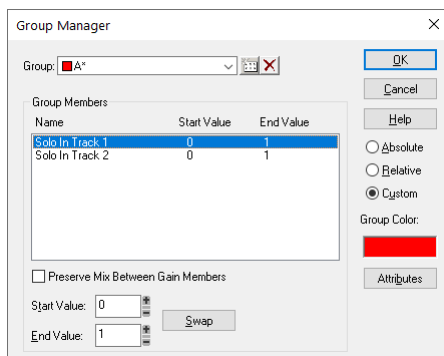 Group Manager
Group: A*
OK
Cancel
Help
Group Members
Name Start Value End Value
Solo In Track 1 0 1
Solo In Track 2 0 1
Absolute
Relative
Custom
Group Color:
Attributes
Preserve Mix Between Gain Members
Start Value: 0
End Value: 1
Swap